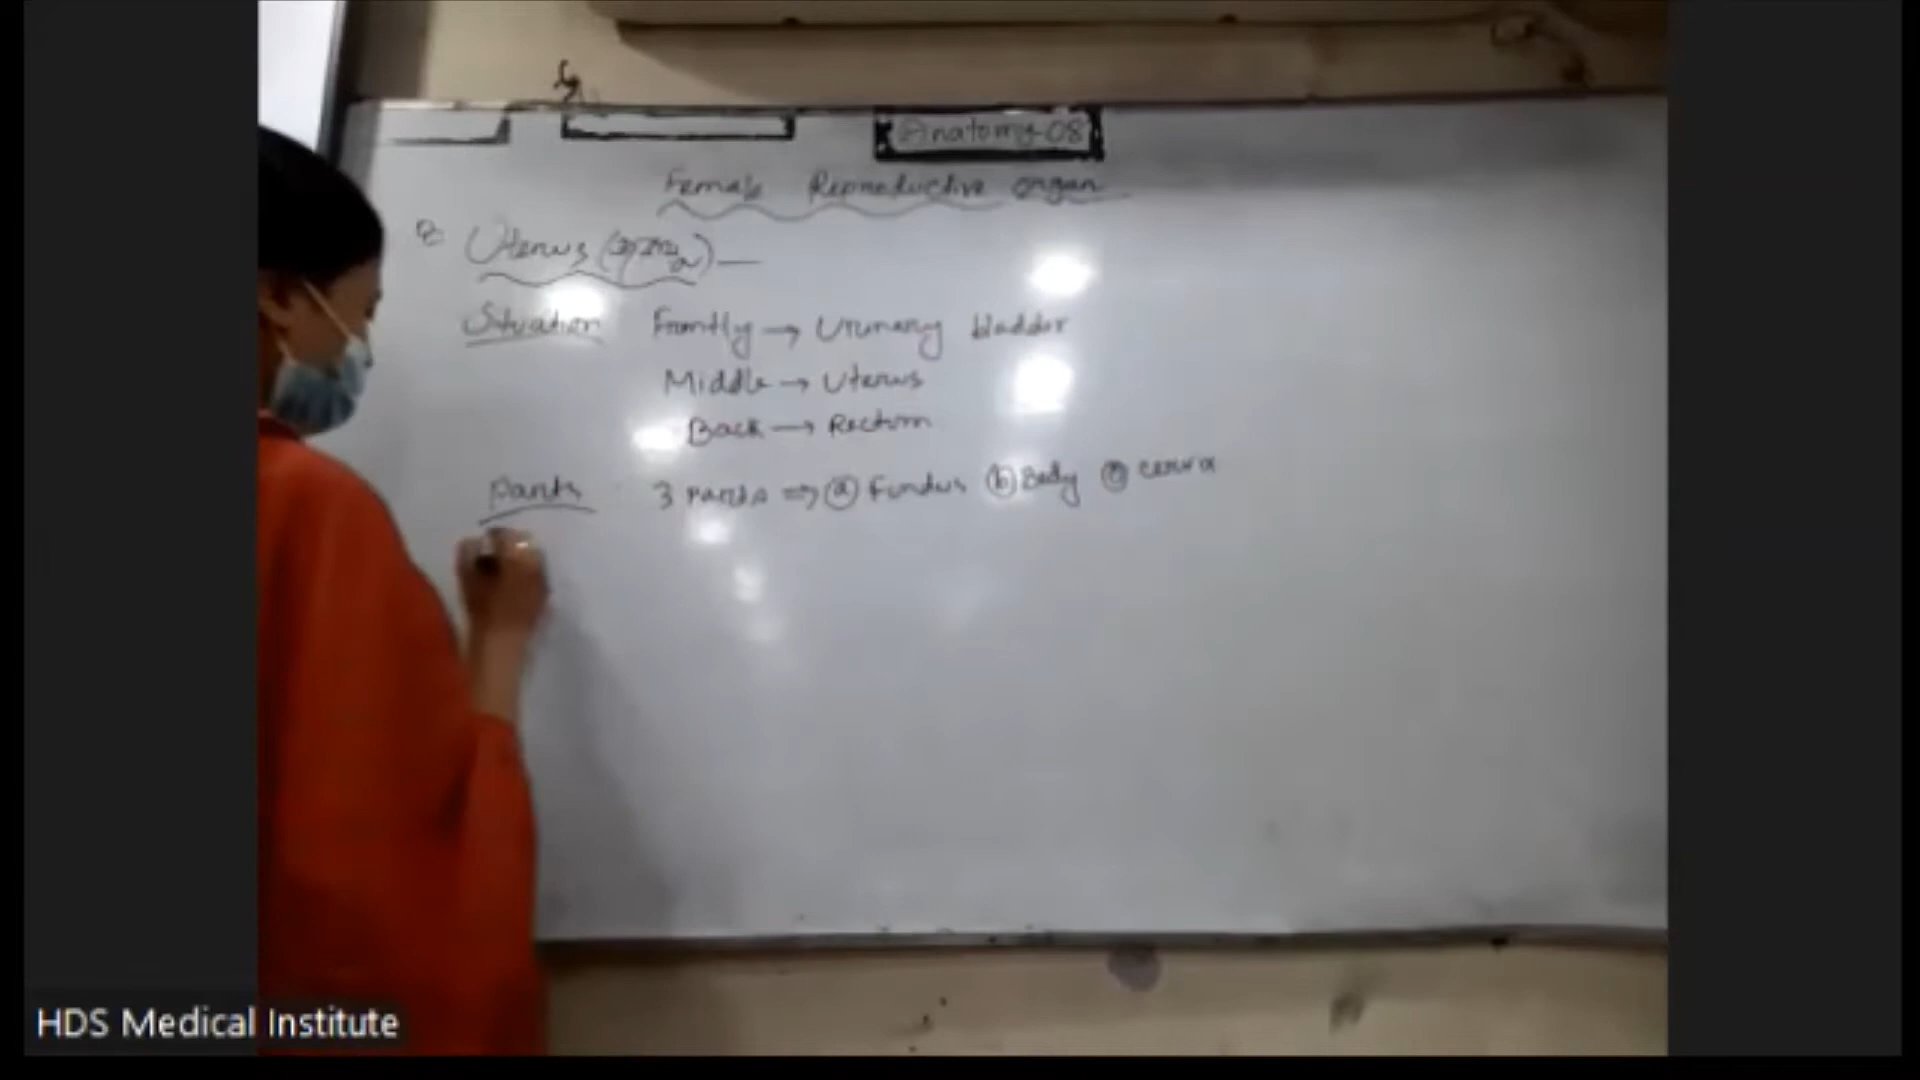 Anatomy-08
Female Reproductive organ
Uterus (জরায়ু)
Situation Frontly → Urinary bladder
Middle → Uterus
Back → Rectum
Parts 3 parts ⇒ (a) Fundus (b) Body (c) cervix
HDS Medical Institute